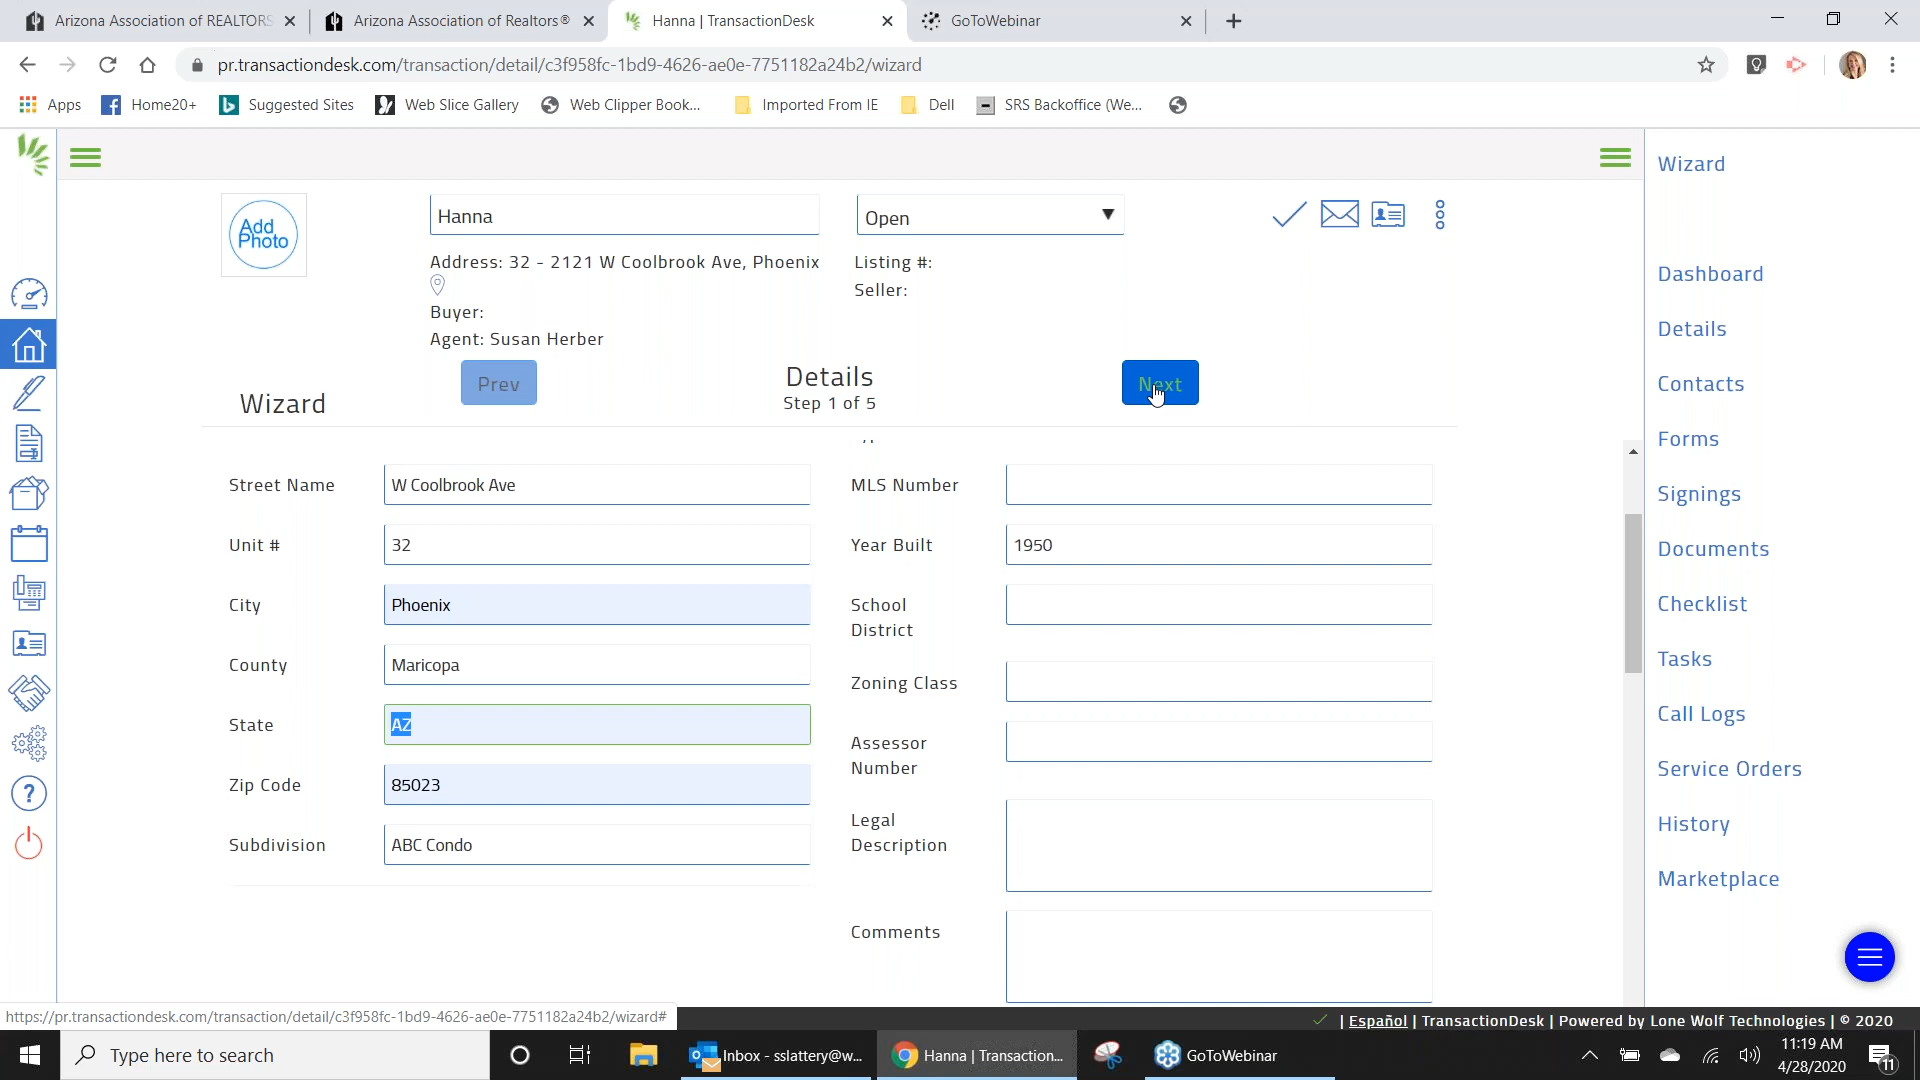 Arizona Association of REALTORS
Arizona Association of Realtors®
Hanna | TransactionDesk
GoToWebinar
pr.transactiondesk.com/transaction/detail/c3f958fc-1bd9-4626-ae0e-7751182a24b2/wizard
Apps
Home20+
Suggested Sites
Web Slice Gallery
Web Clipper Book...
Imported From IE
Dell
SRS Backoffice (We...
Add Photo
Hanna
Open
Address: 32 - 2121 W Coolbrook Ave, Phoenix
Listing #:
Seller:
Buyer:
Agent: Susan Herber
Prev
Details
Step 1 of 5
Next
Wizard
Street Name
W Coolbrook Ave
MLS Number
Unit #
32
Year Built
1950
City
Phoenix
School District
County
Maricopa
Zoning Class
State
AZ
Assessor Number
Zip Code
85023
Legal Description
Subdivision
ABC Condo
Comments
Wizard
Dashboard
Details
Contacts
Forms
Signings
Documents
Checklist
Tasks
Call Logs
Service Orders
History
Marketplace
https://pr.transactiondesk.com/transaction/detail/c3f958fc-1bd9-4626-ae0e-7751182a24b2/wizard#
| Español | TransactionDesk | Powered by Lone Wolf Technologies | © 2020
Type here to search
Inbox - sslattery@w...
Hanna | Transaction...
GoToWebinar
11:19 AM
4/28/2020
11